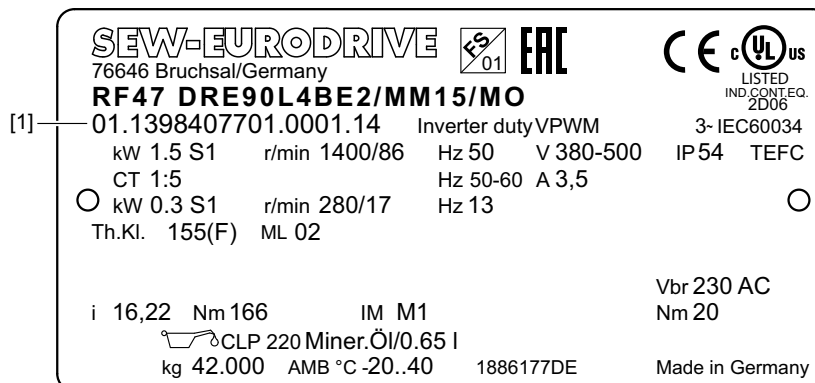 SEW-EURODRIVE FS 01 EAC CE c UL us
76646 Bruchsal/Germany LISTED
IND.CONT.EQ.
2D06
RF47 DRE90L4BE2/MM15/MO
[1] 01.1398407701.0001.14 Inverter duty VPWM 3~IEC60034
kW 1.5 S1 r/min 1400/86 Hz 50 V 380-500 IP 54 TEFC
CT 1:5 Hz 50-60 A 3,5
kW 0.3 S1 r/min 280/17 Hz 13
Th.Kl. 155(F) ML 02
Vbr 230 AC
i 16,22 Nm 166 IM M1 Nm 20
CLP 220 Miner.Öl/0.65 l
kg 42.000 AMB °C -20..40 1886177DE Made in Germany